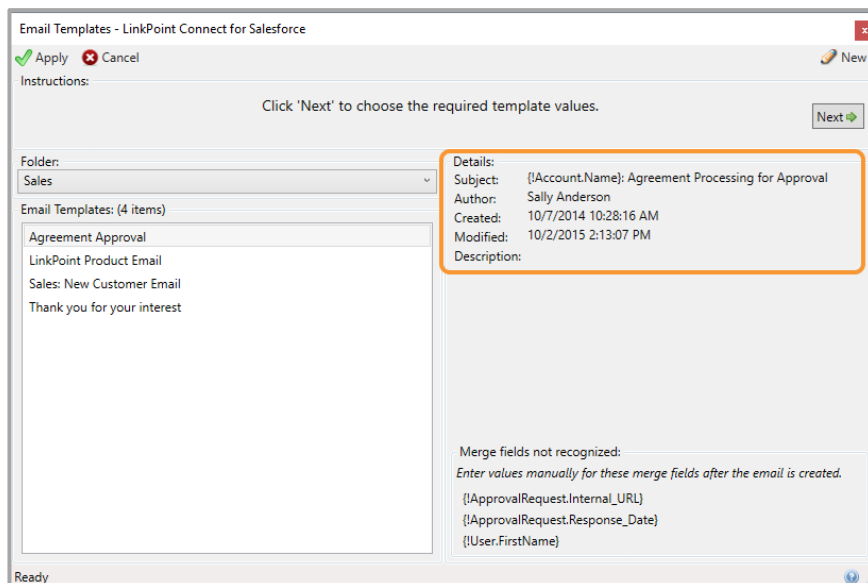 Email Templates - LinkPoint Connect for Salesforce
x
Apply Cancel New
Instructions:
Click 'Next' to choose the required template values.
Next
Folder:
Sales
Email Templates: (4 items)
Agreement Approval
LinkPoint Product Email
Sales: New Customer Email
Thank you for your interest
Details:
Subject: {!Account.Name}: Agreement Processing for Approval
Author: Sally Anderson
Created: 10/7/2014 10:28:16 AM
Modified: 10/2/2015 2:13:07 PM
Description:
Merge fields not recognized:
Enter values manually for these merge fields after the email is created.
{!ApprovalRequest.Internal_URL}
{!ApprovalRequest.Response_Date}
{!User.FirstName}
Ready
?